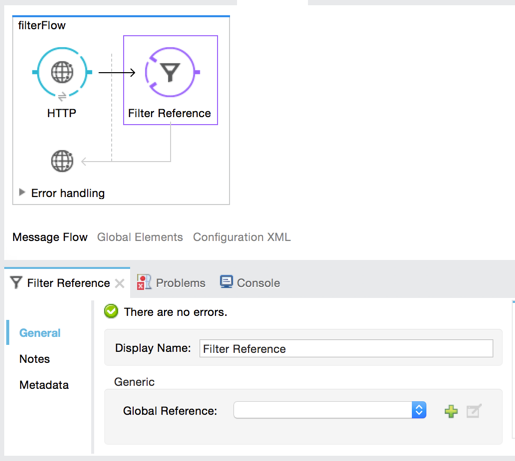 filterFlow
HTTP
Filter Reference
Error handling
Message Flow Global Elements Configuration XML
Filter Reference Problems Console
There are no errors.
General
Notes
Metadata
Display Name: Filter Reference
Generic
Global Reference: